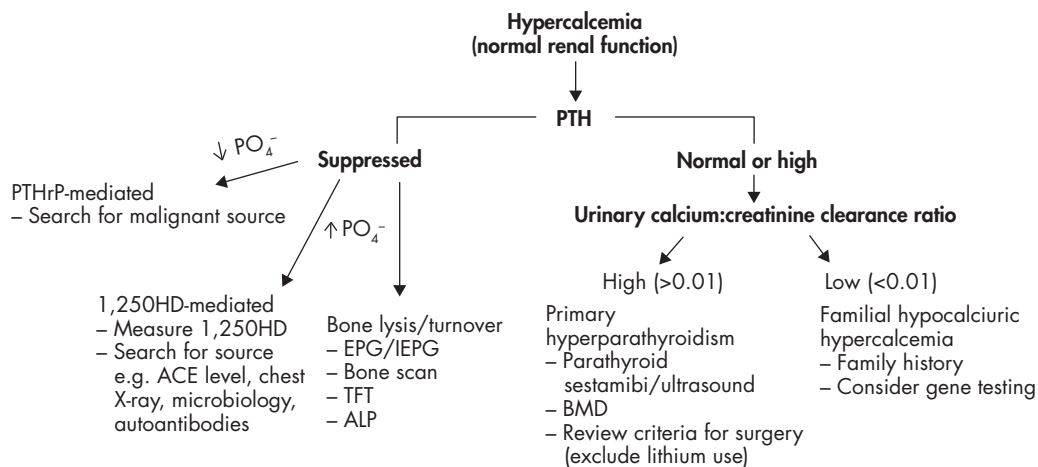 Hypercalcemia
(normal renal function)
PTH
Suppressed
Normal or high
↓ PO₄⁻
PTHrP-mediated
– Search for malignant source
↑ PO₄⁻
1,250HD-mediated
– Measure 1,250HD
– Search for source
e.g. ACE level, chest
X-ray, microbiology,
autoantibodies
Bone lysis/turnover
– EPG/IEPG
– Bone scan
– TFT
– ALP
Urinary calcium:creatinine clearance ratio
High (>0.01)
Primary
hyperparathyroidism
– Parathyroid
sestamibi/ultrasound
– BMD
– Review criteria for surgery
(exclude lithium use)
Low (<0.01)
Familial hypocalciuric
hypercalcemia
– Family history
– Consider gene testing